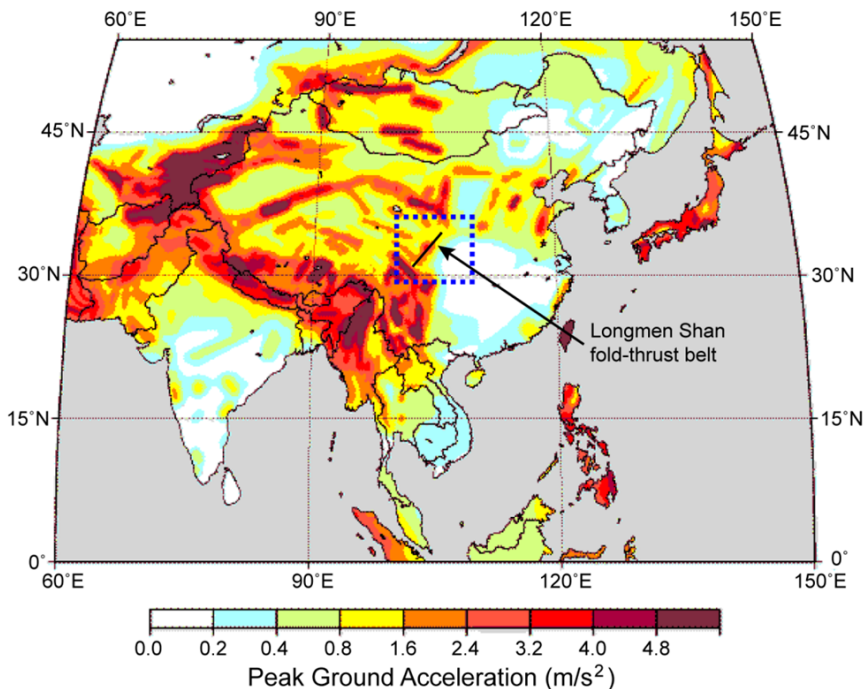 60°E 90°E 120°E 150°E
45°N 45°N
30°N 30°N
Longmen Shan
fold-thrust belt
15°N 15°N
0° 0°
60°E 90°E 120°E 150°E
0.0 0.2 0.4 0.8 1.6 2.4 3.2 4.0 4.8
Peak Ground Acceleration (m/s²)